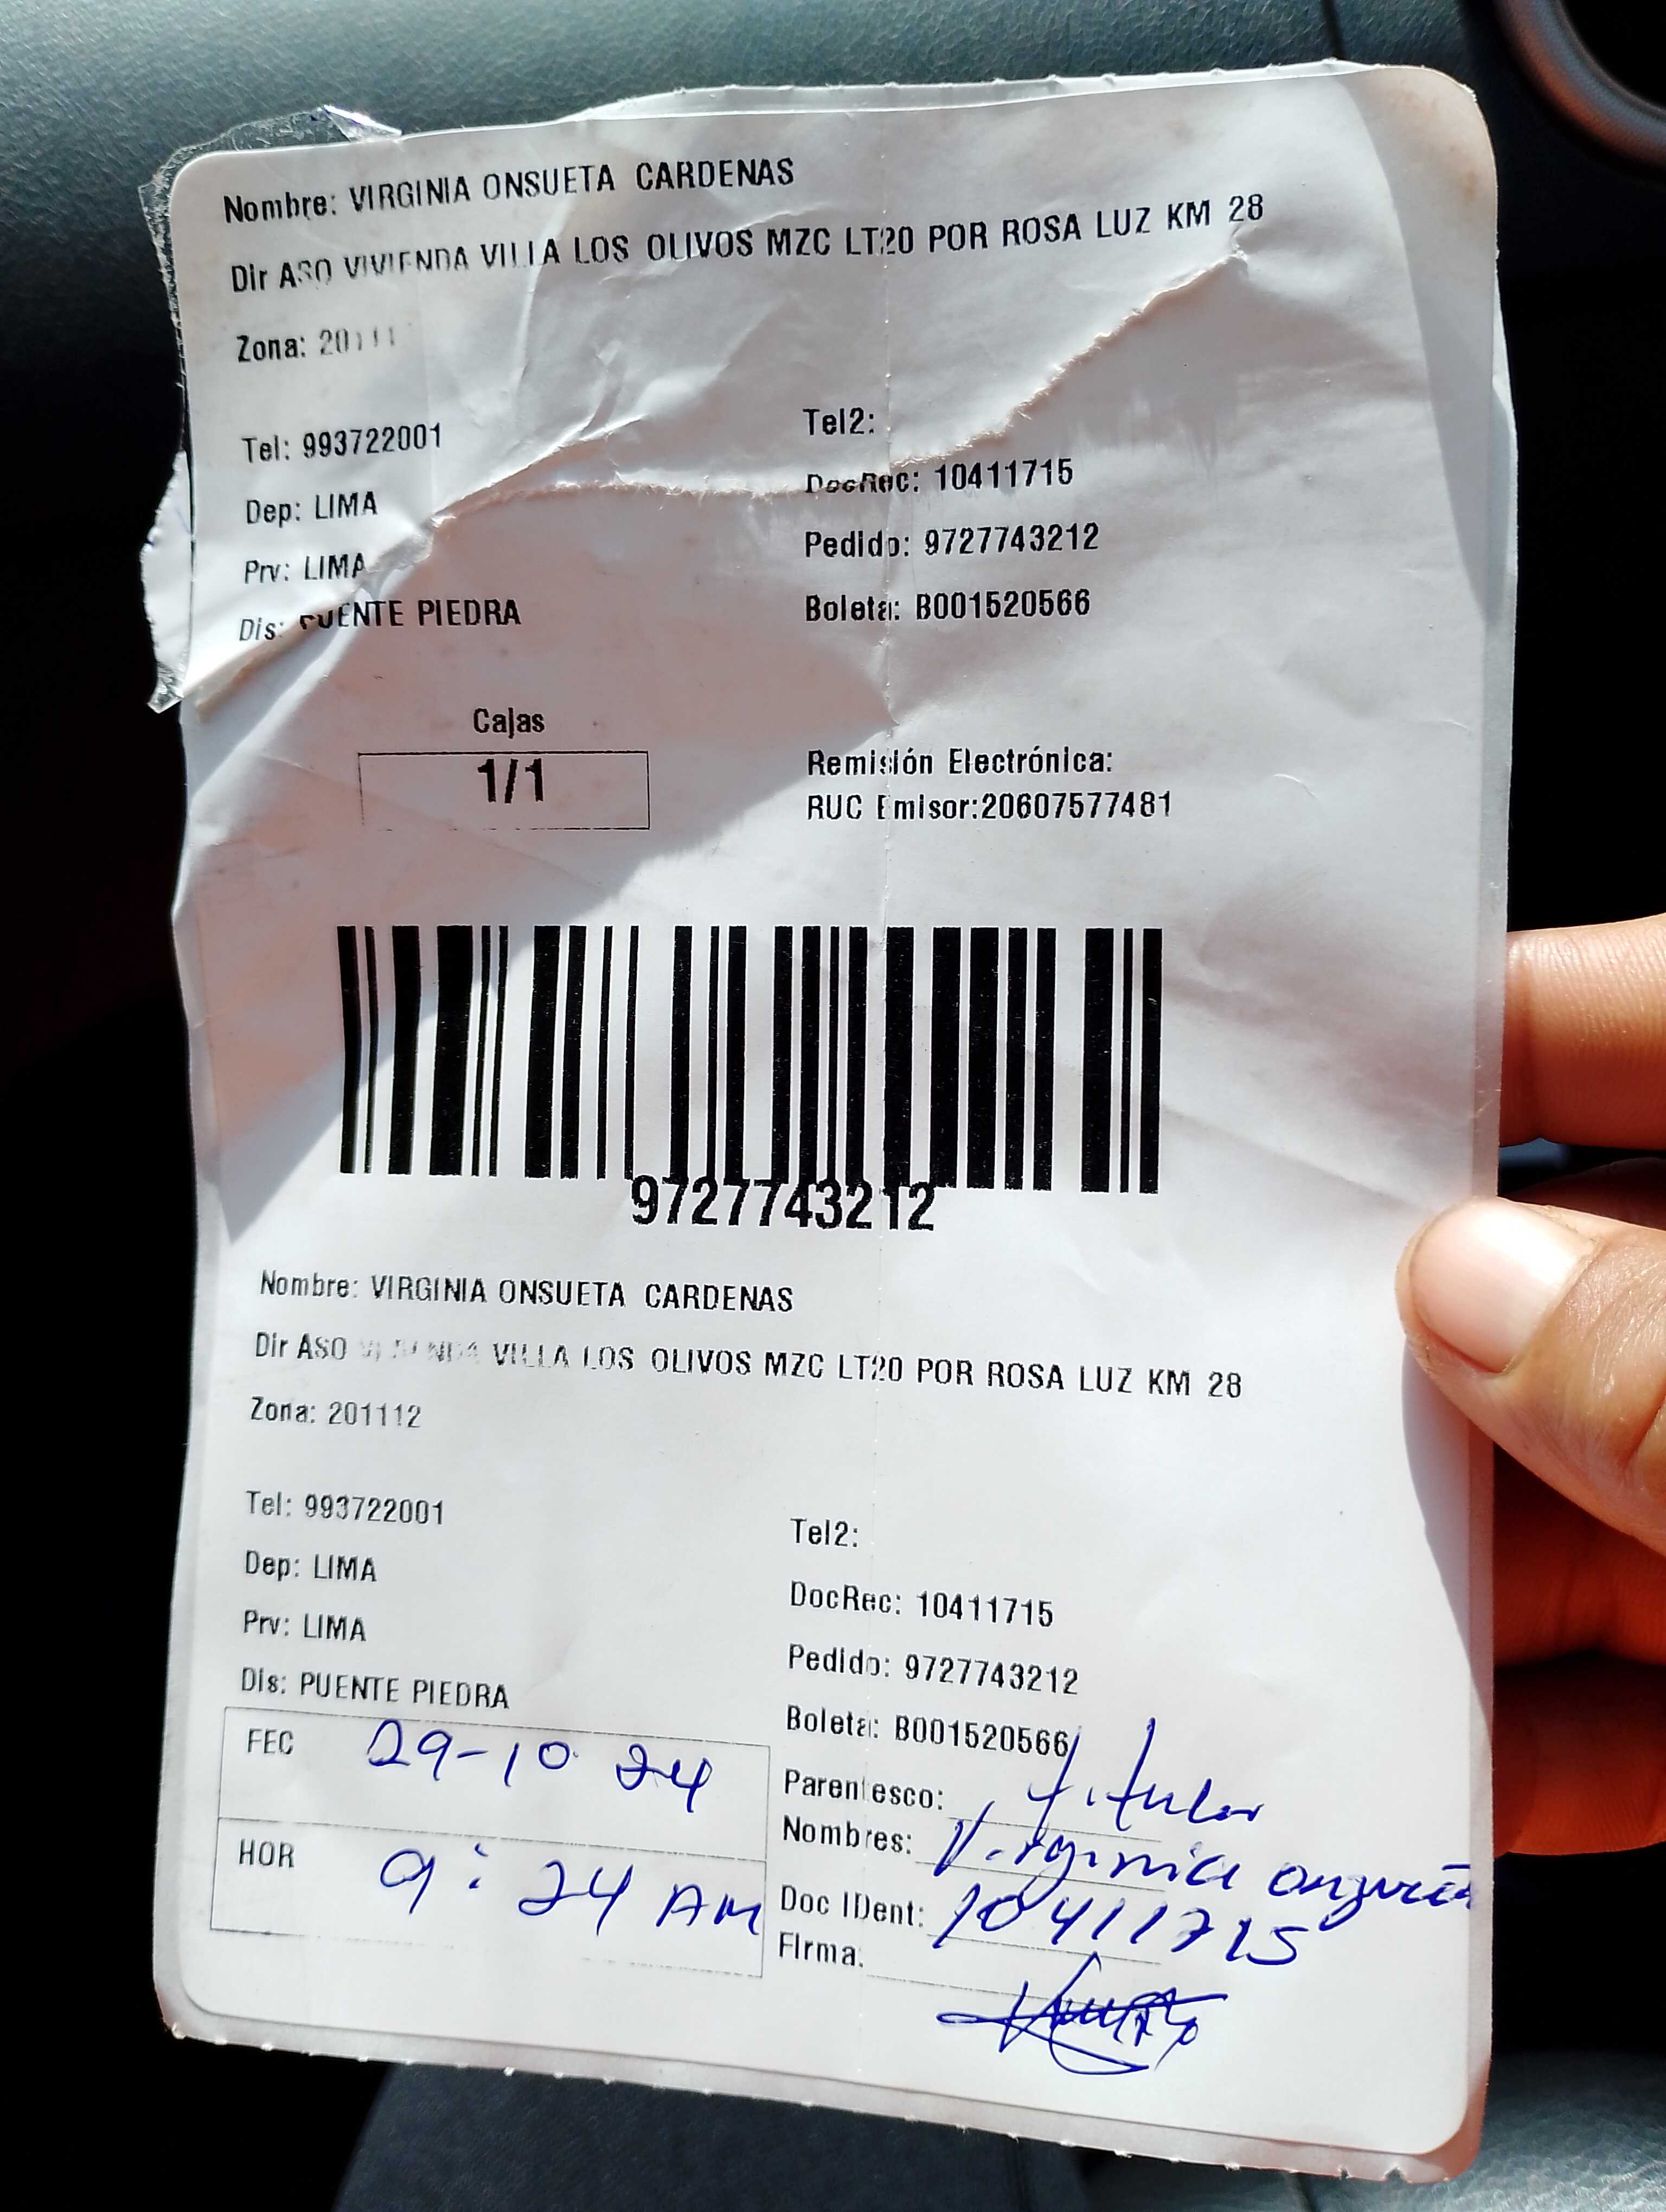 Nombre: VIRGINIA ONSUETA CARDENAS
Dir ASO VIVIENDA VILLA LOS OLIVOS MZC LT20 POR ROSA LUZ KM 28
Zona:
Tel: 993722001
Tel2:
Dep: LIMA
DocRec: 10411715
Prv: LIMA
Pedido: 9727743212
Dis: PUENTE PIEDRA
Boleta: B001520566
Cajas
1/1
Remisión Electrónica:
RUC Emisor:20607577481
9727743212
Nombre: VIRGINIA ONSUETA CARDENAS
Dir ASO VIVIENDA VILLA LOS OLIVOS MZC LT20 POR ROSA LUZ KM 28
Zona: 201112
Tel: 993722001
Tel2:
Dep: LIMA
DocRec: 10411715
Prv: LIMA
Pedido: 9727743212
Dis: PUENTE PIEDRA
Boleta: B001520566
FEC 29-10 24
Parentesco: Titular
Nombres: Virginia
HOR 9:24 AM
Doc IDent: 10411715
Firma: